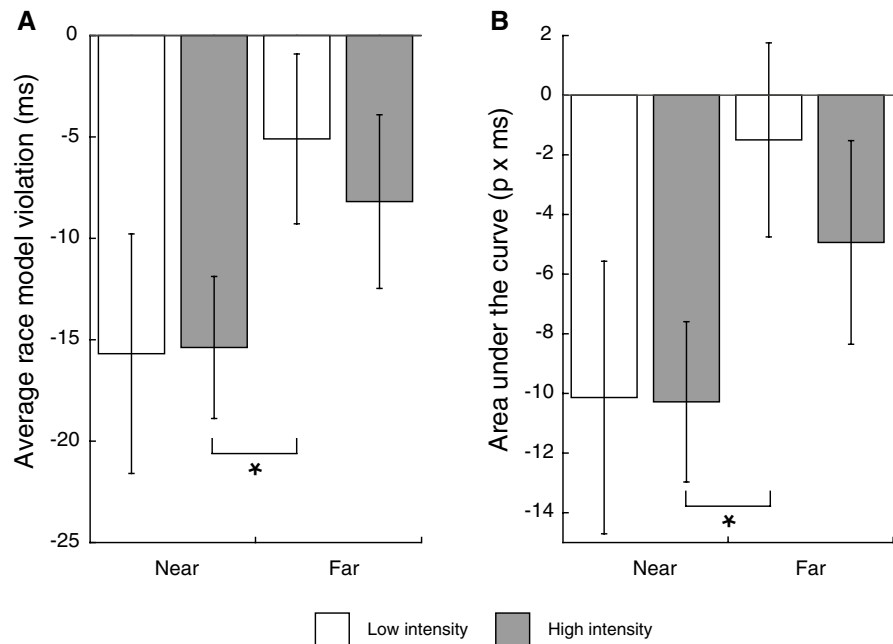 A
Average race model violation (ms)
0
-5
-10
-15
-20
-25
*
Near
Far
B
Area under the curve (p x ms)
2
0
-2
-4
-6
-8
-10
-12
-14
*
Near
Far
Low intensity
High intensity